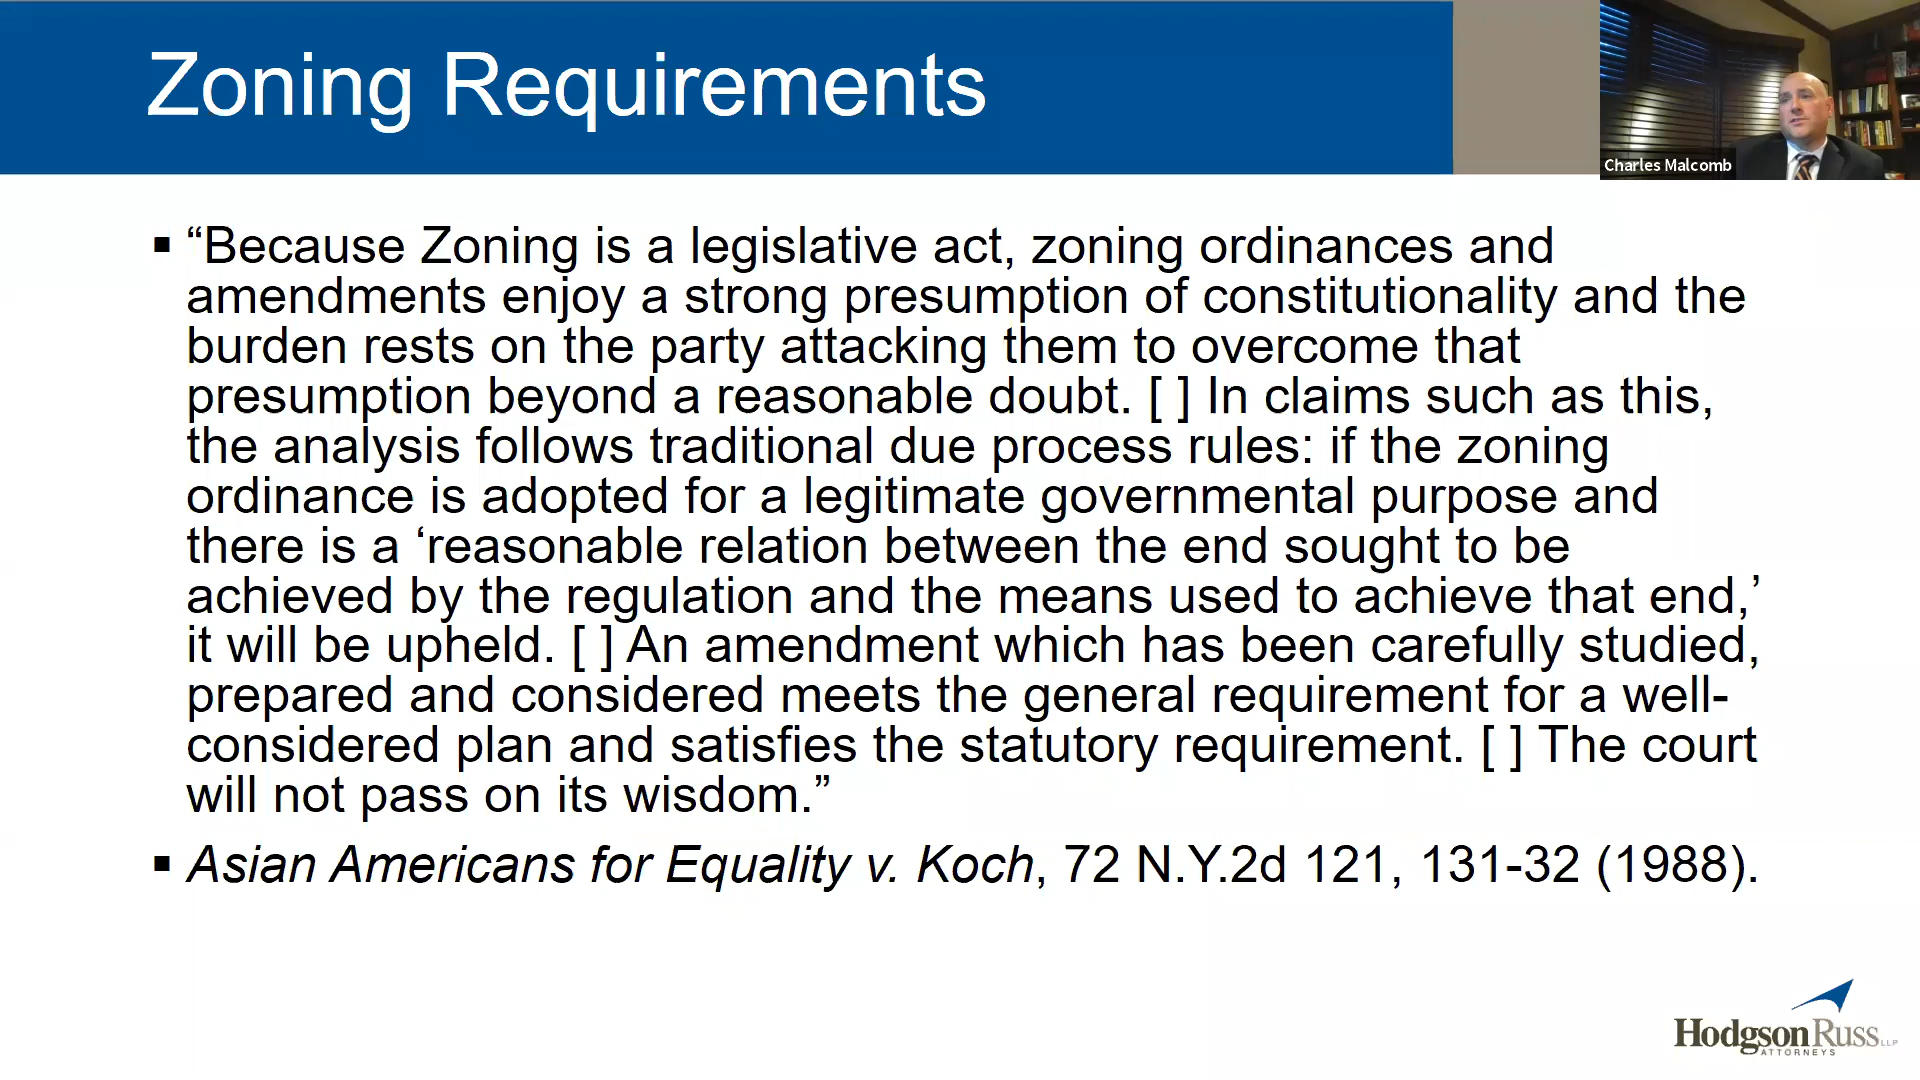 Zoning Requirements
Charles Malcomb
▪ “Because Zoning is a legislative act, zoning ordinances and
amendments enjoy a strong presumption of constitutionality and the
burden rests on the party attacking them to overcome that
presumption beyond a reasonable doubt. [ ] In claims such as this,
the analysis follows traditional due process rules: if the zoning
ordinance is adopted for a legitimate governmental purpose and
there is a ‘reasonable relation between the end sought to be
achieved by the regulation and the means used to achieve that end,’
it will be upheld. [ ] An amendment which has been carefully studied,
prepared and considered meets the general requirement for a well-
considered plan and satisfies the statutory requirement. [ ] The court
will not pass on its wisdom.”
▪ Asian Americans for Equality v. Koch, 72 N.Y.2d 121, 131-32 (1988).
HodgsonRuss LLP
ATTORNEYS